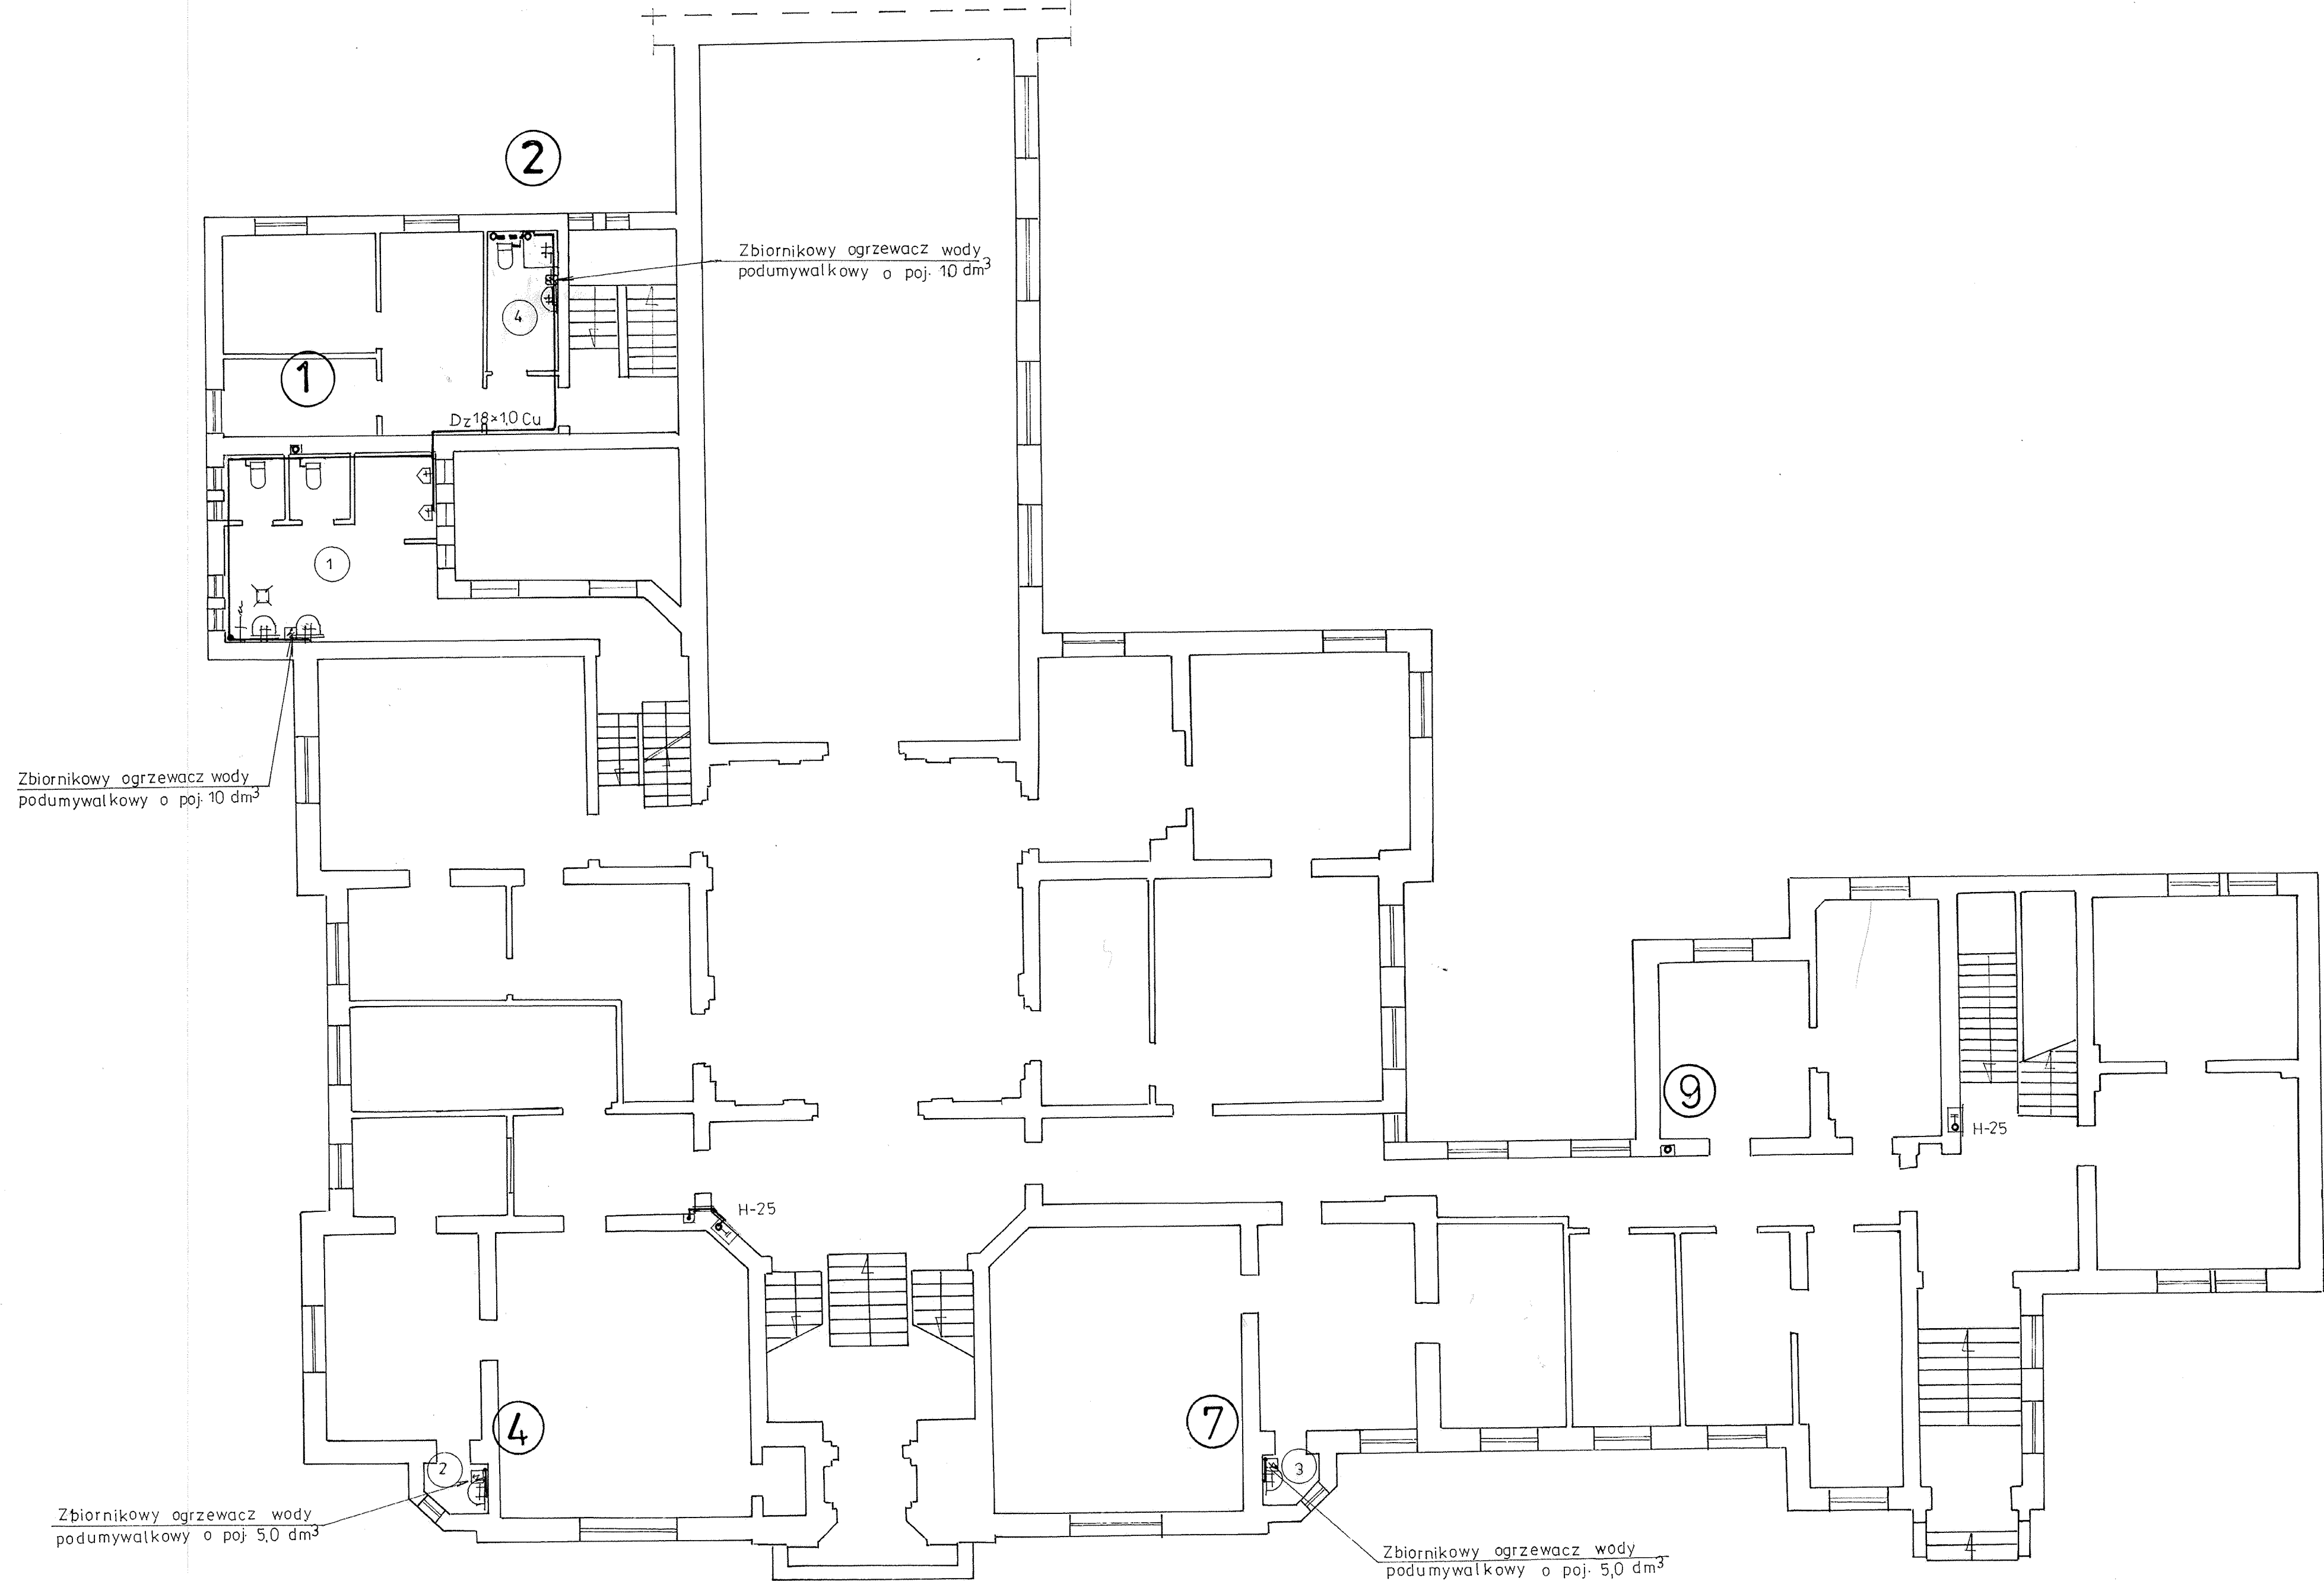 2
Zbiornikowy ogrzewacz wody
podumywalkowy o poj. 10 dm³
4
1
Dz18×1,0 Cu
1
Zbiornikowy ogrzewacz wody
podumywalkowy o poj. 10 dm³
9
H-25
H-25
4
7
2
3
Zbiornikowy ogrzewacz wody
podumywalkowy o poj. 5,0 dm³
Zbiornikowy ogrzewacz wody
podumywalkowy o poj. 5,0 dm³